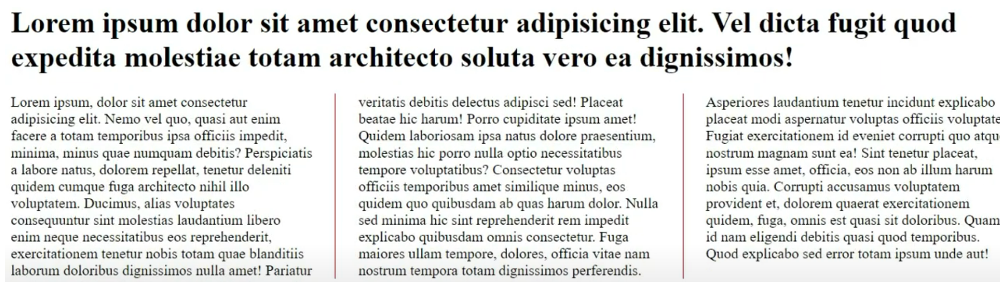 Lorem ipsum dolor sit amet consectetur adipisicing elit. Vel dicta fugit quod
expedita molestiae totam architecto soluta vero ea dignissimos!
Lorem ipsum, dolor sit amet consectetur
adipisicing elit. Nemo vel quo, quasi aut enim
facere a totam temporibus ipsa officiis impedit,
minima, minus quae numquam debitis? Perspiciatis
a labore natus, dolorem repellat, tenetur deleniti
quidem cumque fuga architecto nihil illo
voluptatem. Ducimus, alias voluptates
consequuntur sint molestias laudantium libero
enim neque necessitatibus eos reprehenderit,
exercitationem tenetur nobis totam quae blanditiis
laborum doloribus dignissimos nulla amet! Pariatur
veritatis debitis delectus adipisci sed! Placeat
beatae hic harum! Porro cupiditate ipsum amet!
Quidem laboriosam ipsa natus dolore praesentium,
molestias hic porro nulla optio necessitatibus
tempore voluptatibus? Consectetur voluptas
officiis temporibus amet similique minus, eos
quidem quo quibusdam ab quas harum dolor. Nulla
sed minima hic sint reprehenderit rem impedit
explicabo quibusdam omnis consectetur. Fuga
maiores ullam tempore, dolores, officia vitae nam
nostrum tempora totam dignissimos perferendis.
Asperiores laudantium tenetur incidunt explicabo
placeat modi aspernatur voluptas officiis voluptate
Fugiat exercitationem id eveniet corrupti quo atqu
nostrum magnam sunt ea! Sint tenetur placeat,
ipsum esse amet, officia, eos non ab illum harum
nobis quia. Corrupti accusamus voluptatem
provident et, dolorem quaerat exercitationem
quidem, fuga, omnis est quasi sit doloribus. Quam
id nam eligendi debitis quasi quod temporibus.
Quod explicabo sed error totam ipsum unde aut!